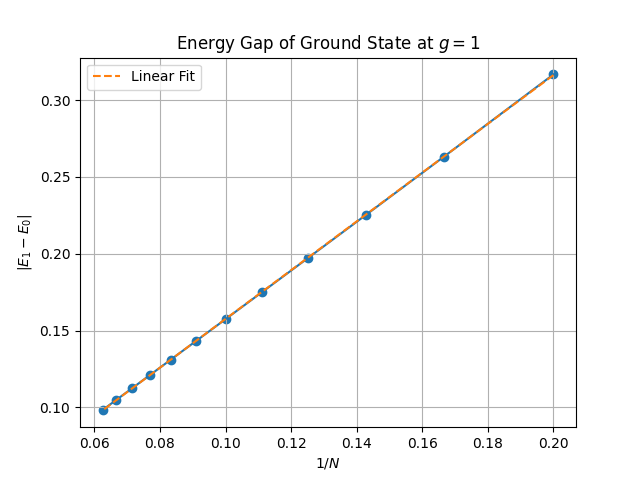 Energy Gap of Ground State at $g = 1$
Linear Fit
|E₁ − E₀|
0.30
0.25
0.20
0.15
0.10
0.06 0.08 0.10 0.12 0.14 0.16 0.18 0.20
1/N